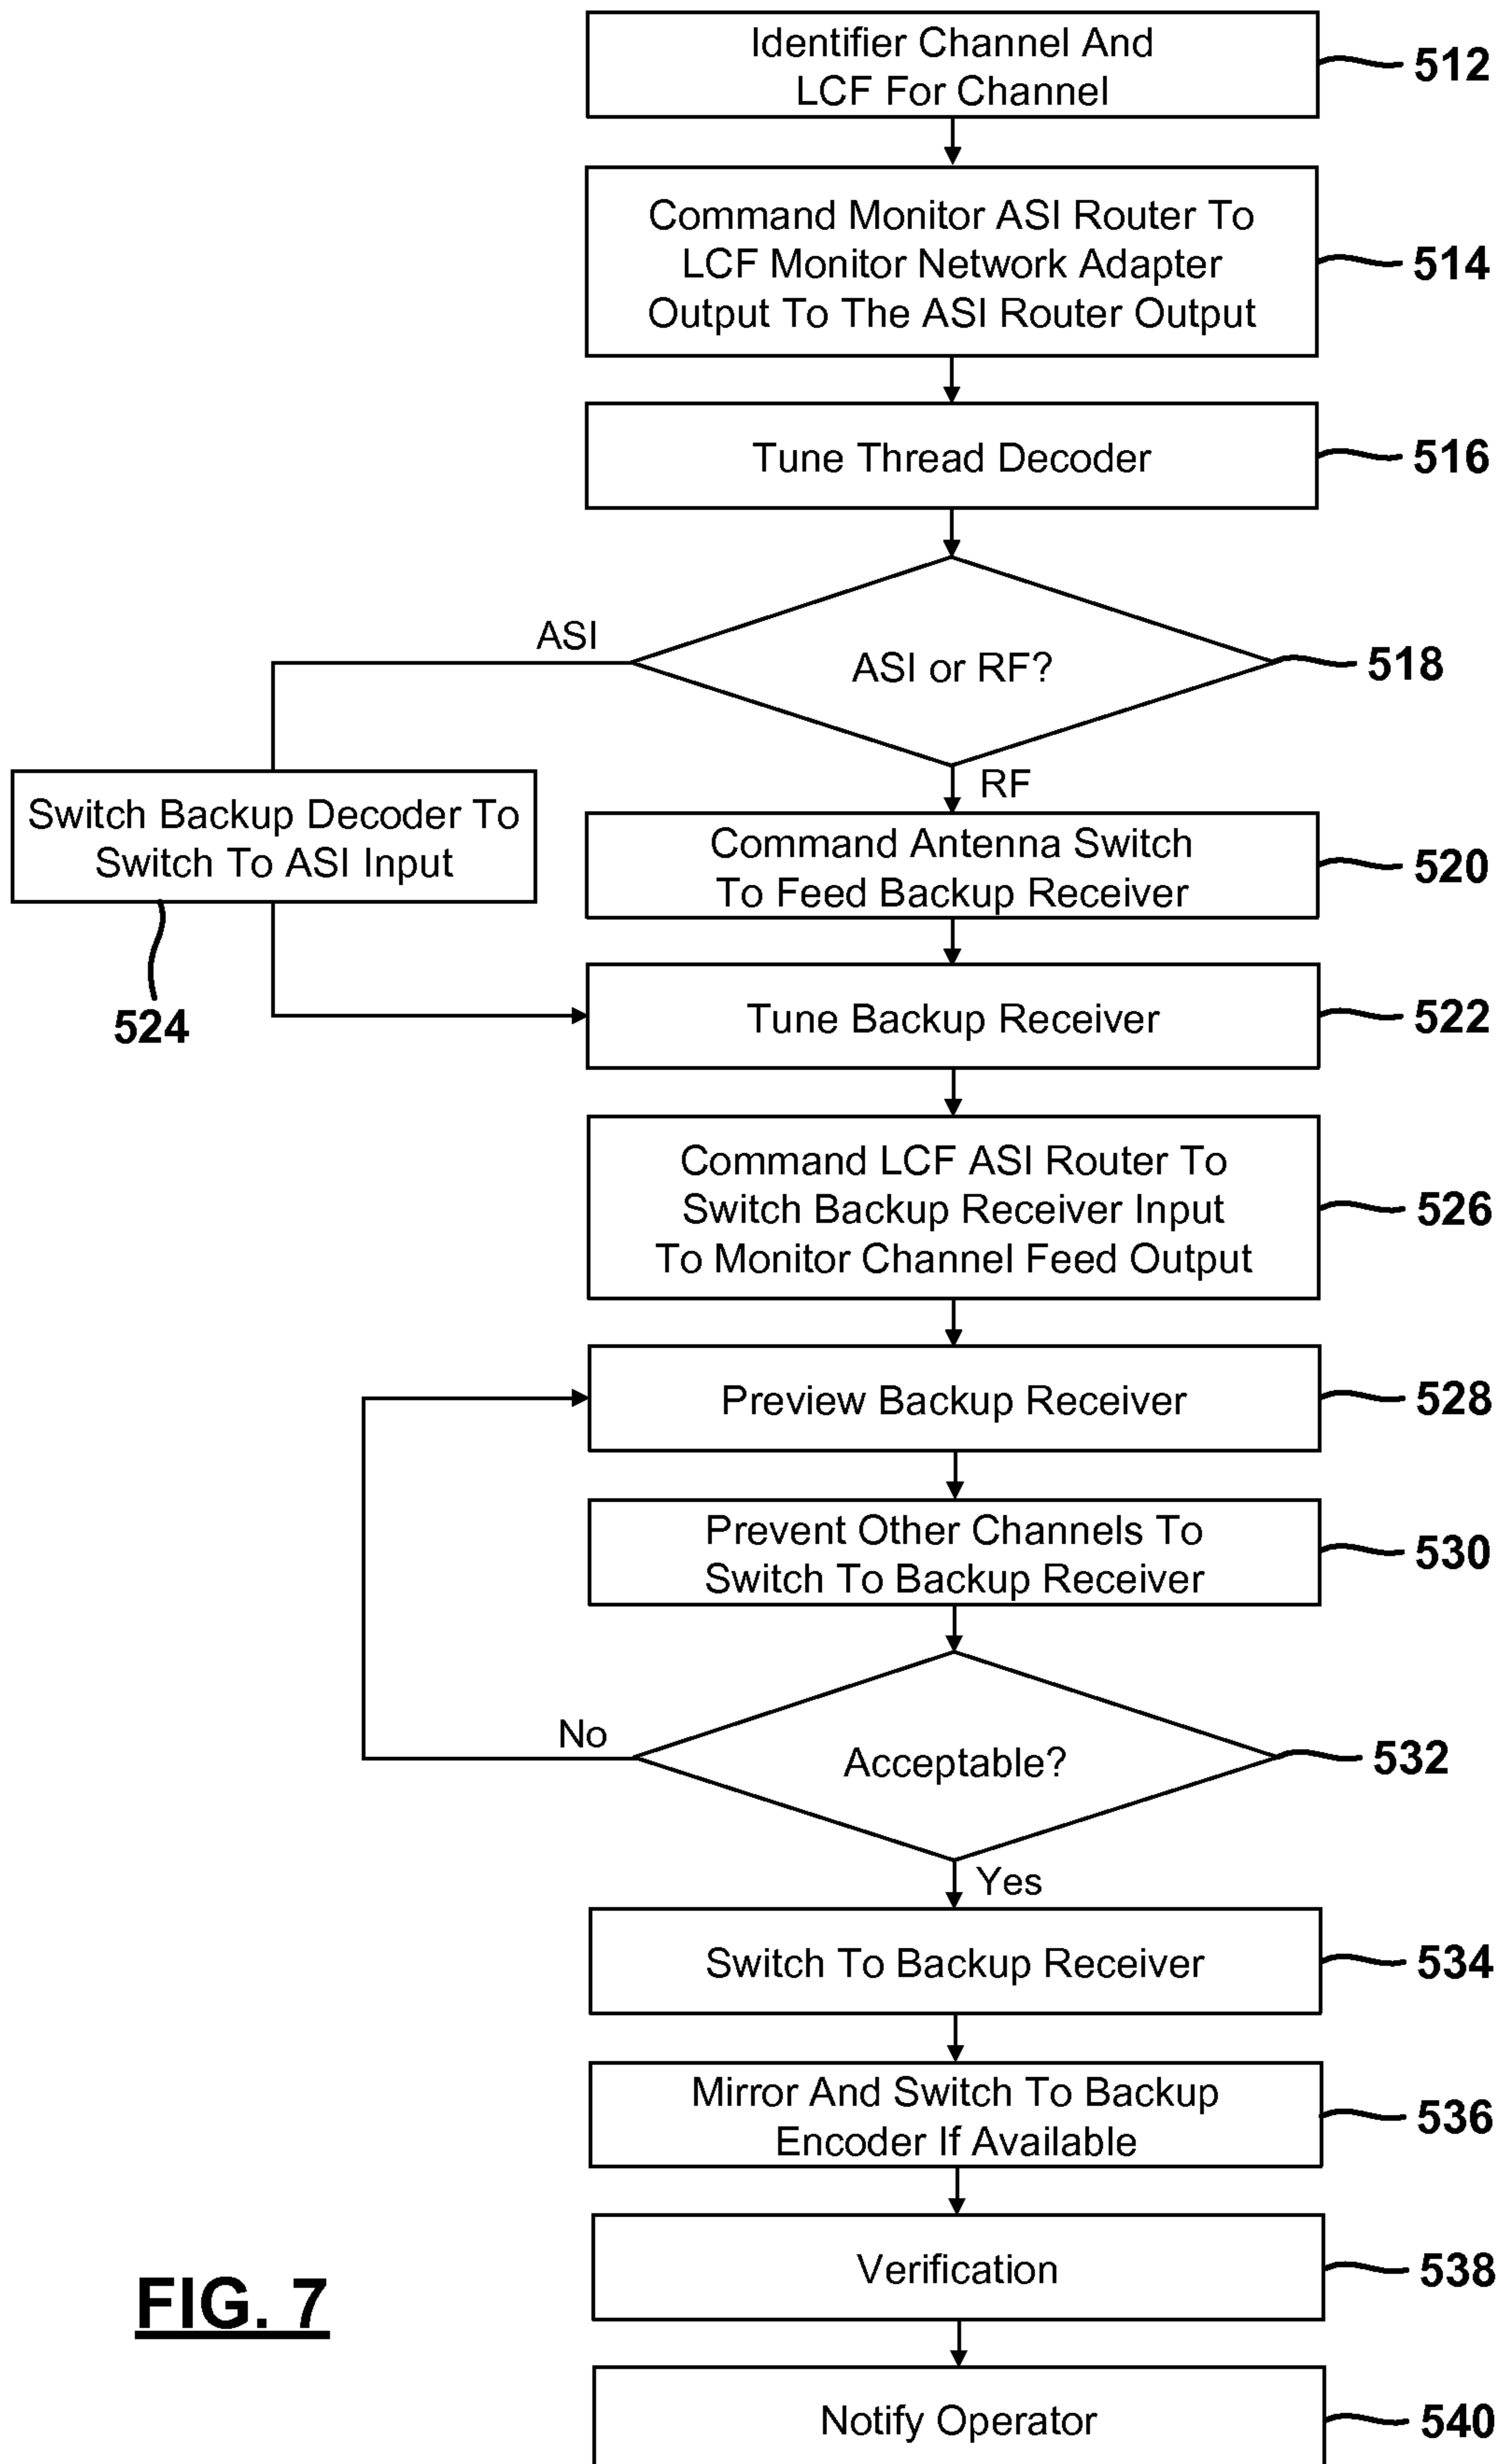 Identifier Channel And
LCF For Channel
512
Command Monitor ASI Router To
LCF Monitor Network Adapter
Output To The ASI Router Output
514
Tune Thread Decoder
516
ASI
ASI or RF?
518
RF
Switch Backup Decoder To
Switch To ASI Input
524
Command Antenna Switch
To Feed Backup Receiver
520
Tune Backup Receiver
522
Command LCF ASI Router To
Switch Backup Receiver Input
To Monitor Channel Feed Output
526
Preview Backup Receiver
528
Prevent Other Channels To
Switch To Backup Receiver
530
No
Acceptable?
532
Yes
Switch To Backup Receiver
534
Mirror And Switch To Backup
Encoder If Available
536
Verification
538
Notify Operator
540
FIG. 7